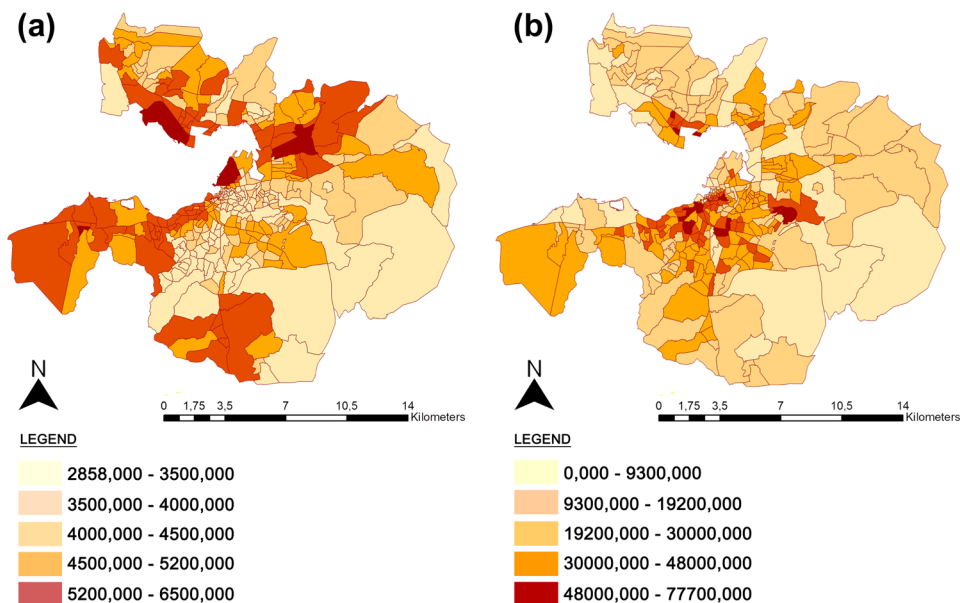 (a)
(b)
N
0 1,75 3,5 7 10,5 14
Kilometers
N
0 1,75 3,5 7 10,5 14
Kilometers
LEGEND
2858,000 - 3500,000
3500,000 - 4000,000
4000,000 - 4500,000
4500,000 - 5200,000
5200,000 - 6500,000
LEGEND
0,000 - 9300,000
9300,000 - 19200,000
19200,000 - 30000,000
30000,000 - 48000,000
48000,000 - 77700,000